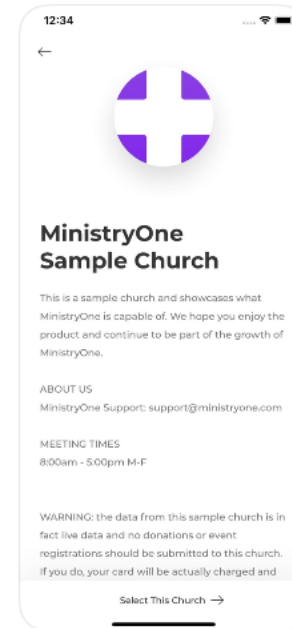 12:34
MinistryOne
Sample Church
This is a sample church and showcases what
MinistryOne is capable of. We hope you enjoy the
product and continue to be part of the growth of
MinistryOne.
ABOUT US
MinistryOne Support: support@ministryone.com
MEETING TIMES
8:00am - 5:00pm M-F
WARNING: the data from this sample church is in
fact live data and no donations or event
registrations should be submitted to this church.
If you do, your card will be actually charged and
Select This Church →